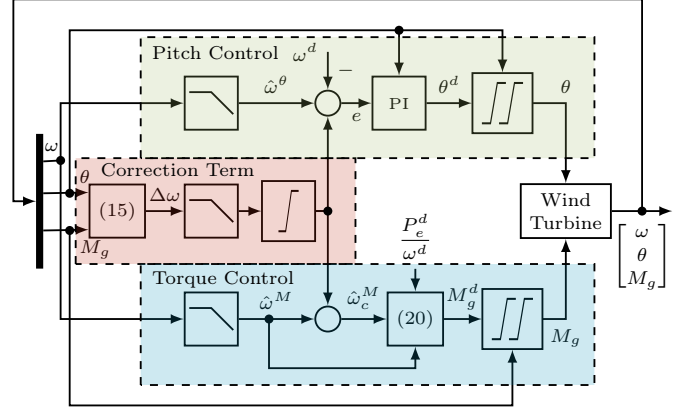 Pitch Control
ω^d
−
ω̂^θ
e
PI
θ^d
θ
ω
θ
M_g
Correction Term
(15)
Δω
Wind
Turbine
[ω
θ
M_g]
Torque Control
P_e^d
ω^d
ω̂^M
ω̂_c^M
(20)
M_g^d
M_g